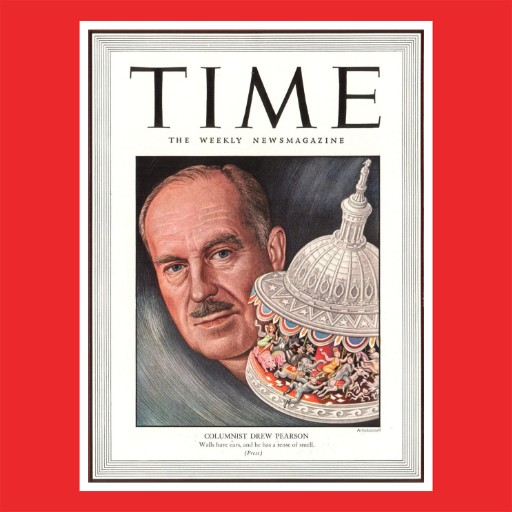 TIME
THE WEEKLY NEWSMAGAZINE
COLUMNIST DREW PEARSON
Walls have ears, and he has a sense of smell.
(Press)